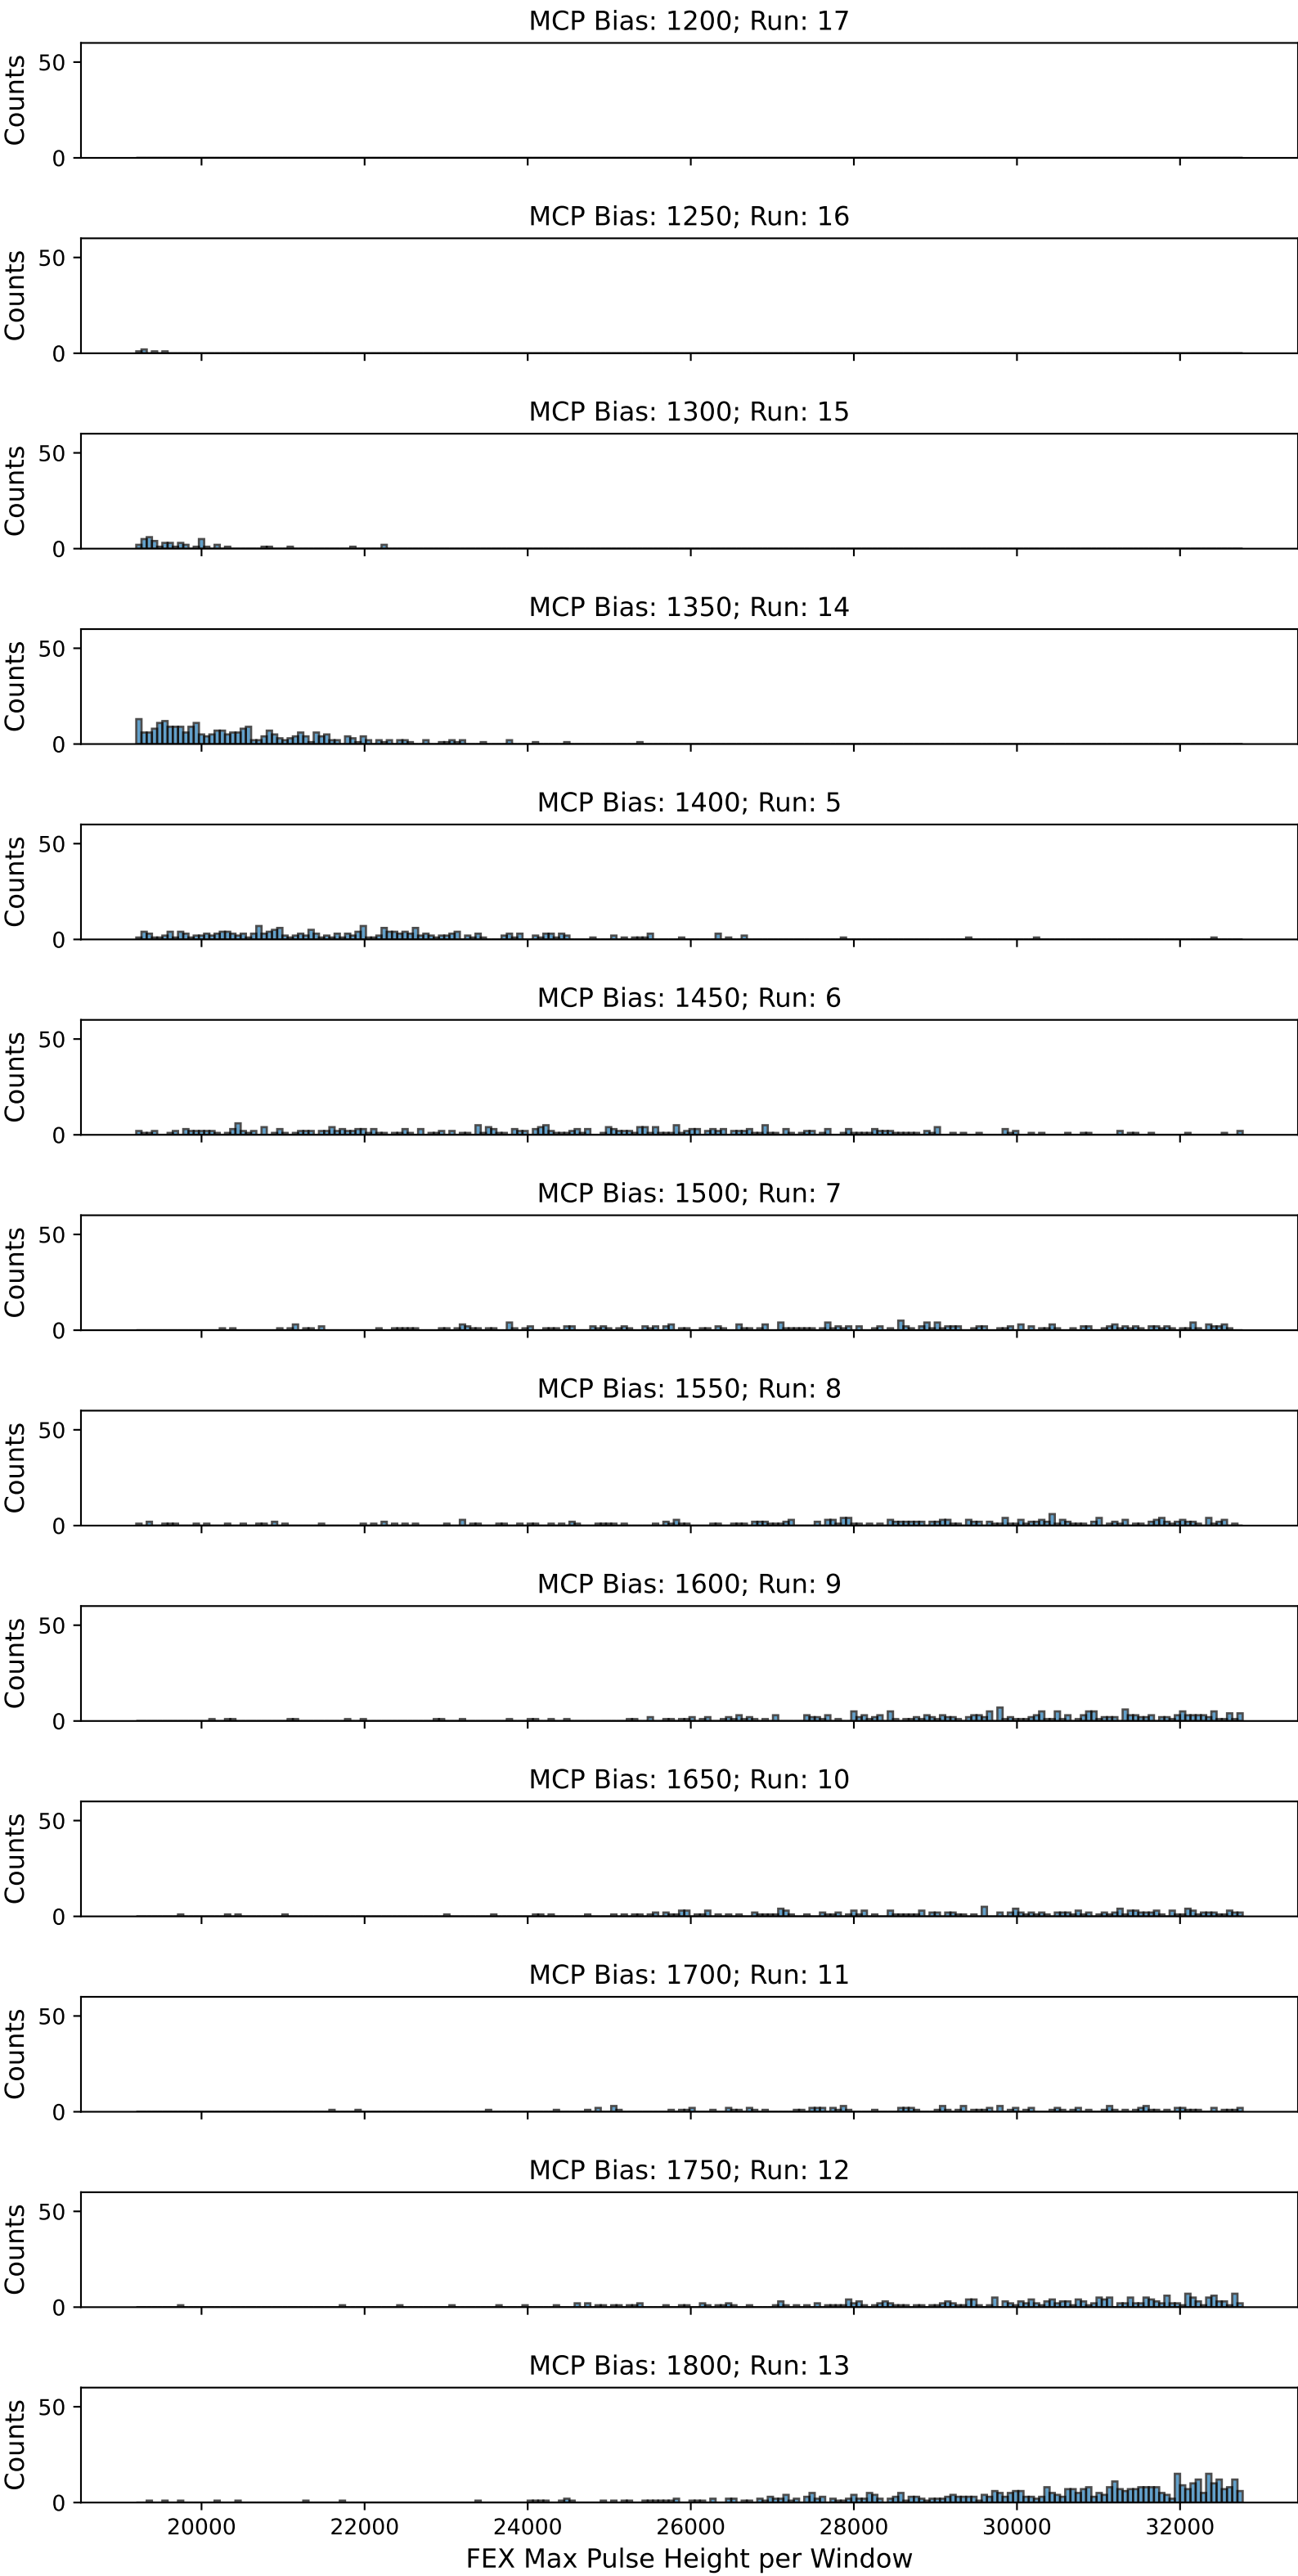 MCP Bias: 1200; Run: 17
50
Counts
0
MCP Bias: 1250; Run: 16
50
Counts
0
MCP Bias: 1300; Run: 15
50
Counts
0
MCP Bias: 1350; Run: 14
50
Counts
0
MCP Bias: 1400; Run: 5
50
Counts
0
MCP Bias: 1450; Run: 6
50
Counts
0
MCP Bias: 1500; Run: 7
50
Counts
0
MCP Bias: 1550; Run: 8
50
Counts
0
MCP Bias: 1600; Run: 9
50
Counts
0
MCP Bias: 1650; Run: 10
50
Counts
0
MCP Bias: 1700; Run: 11
50
Counts
0
MCP Bias: 1750; Run: 12
50
Counts
0
MCP Bias: 1800; Run: 13
50
Counts
0
20000 22000 24000 26000 28000 30000 32000
FEX Max Pulse Height per Window